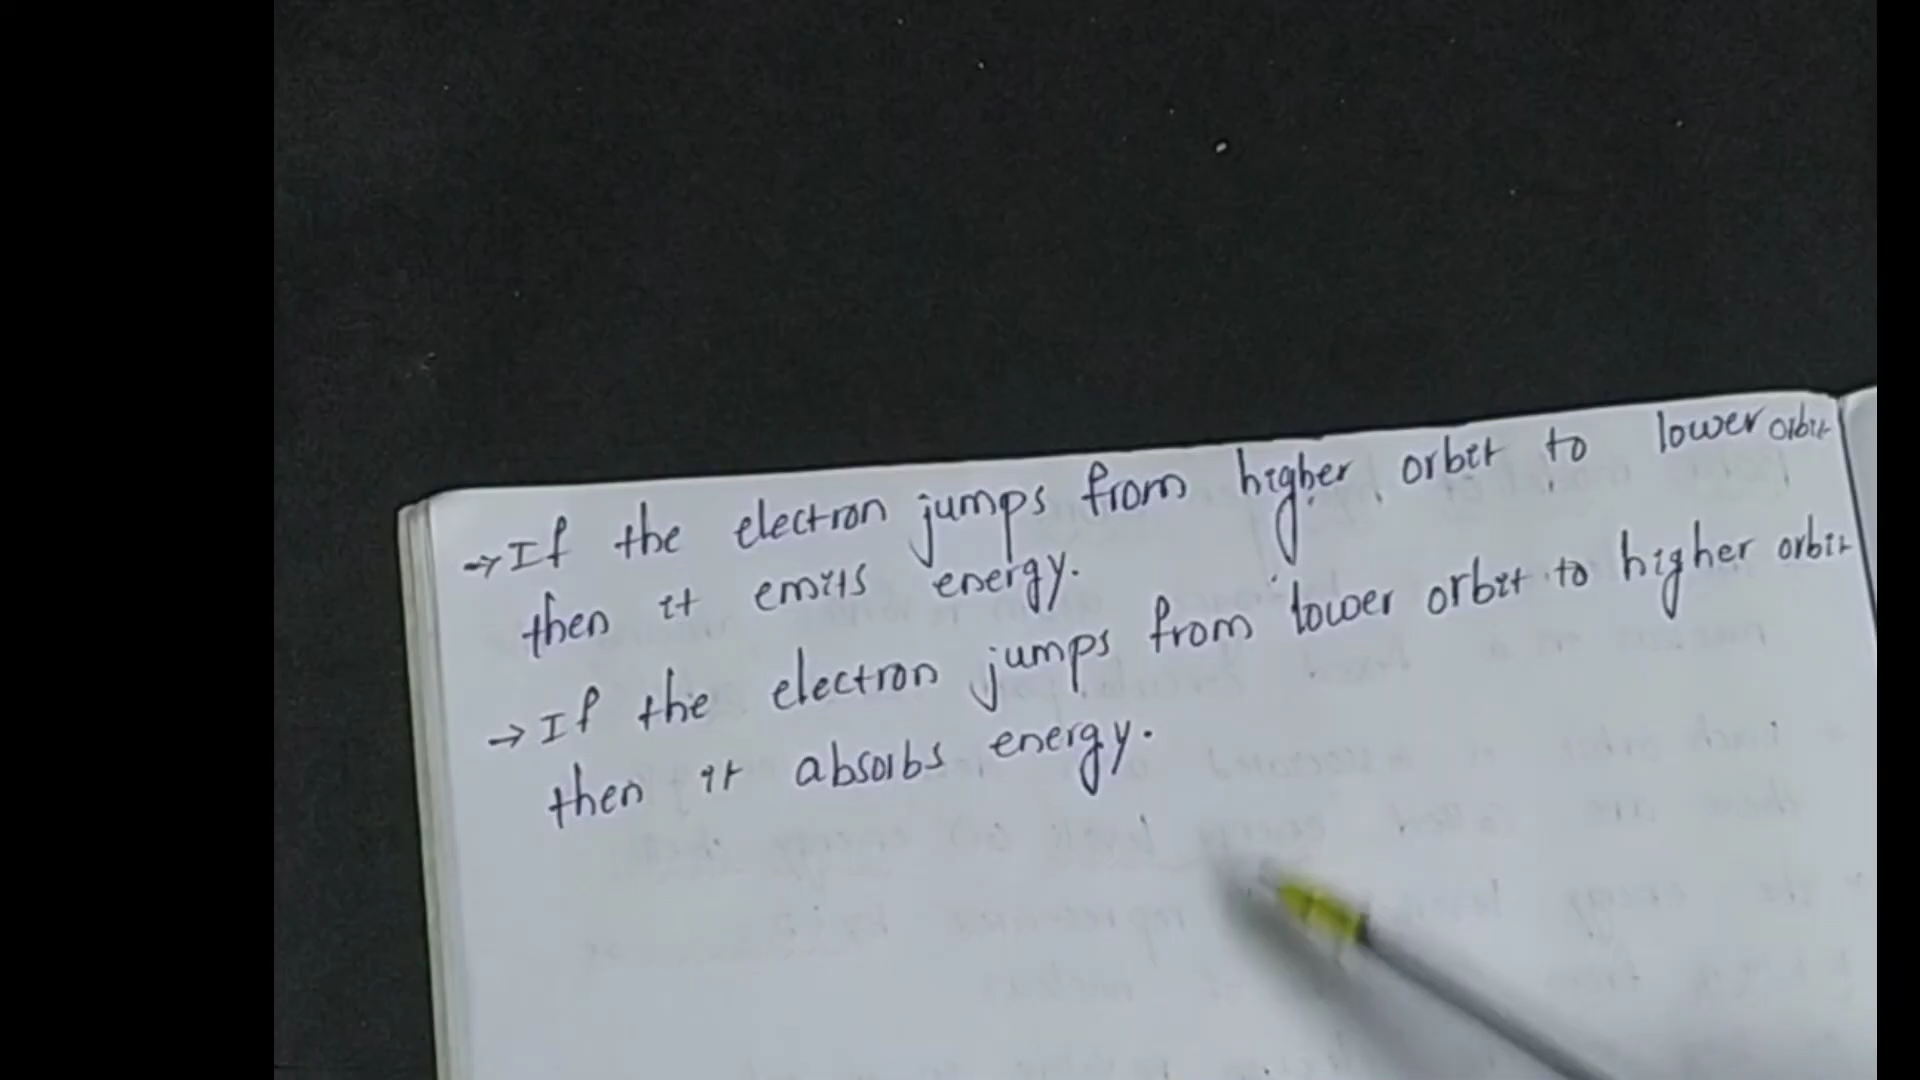 → If the electron jumps from higher orbit to lower orbit
then it emits energy.
→ If the electron jumps from lower orbit to higher orbit
then it absorbs energy.